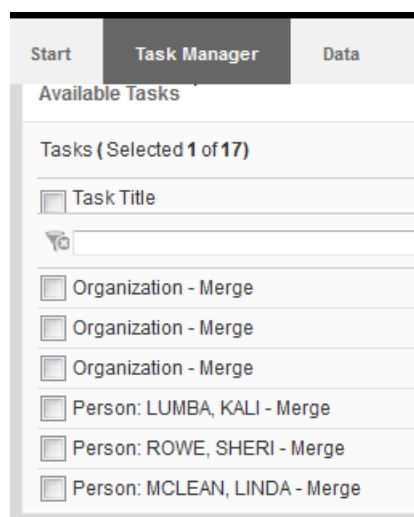 Start Task Manager Data
Available Tasks
Tasks ( Selected 1 of 17)
Task Title
Organization - Merge
Organization - Merge
Organization - Merge
Person: LUMBA, KALI - Merge
Person: ROWE, SHERI - Merge
Person: MCLEAN, LINDA - Merge